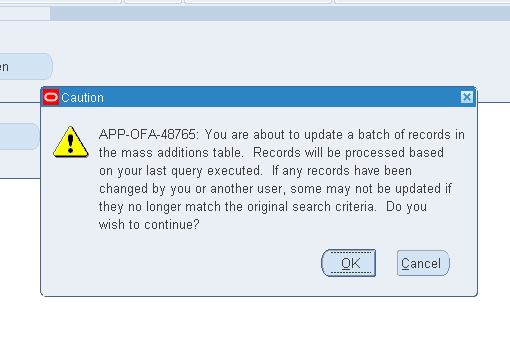 en
Caution
APP-OFA-48765: You are about to update a batch of records in
the mass additions table.  Records will be processed based
on your last query executed.  If any records have been
changed by you or another user, some may not be updated if
they no longer match the original search criteria.  Do you
wish to continue?
OK
Cancel